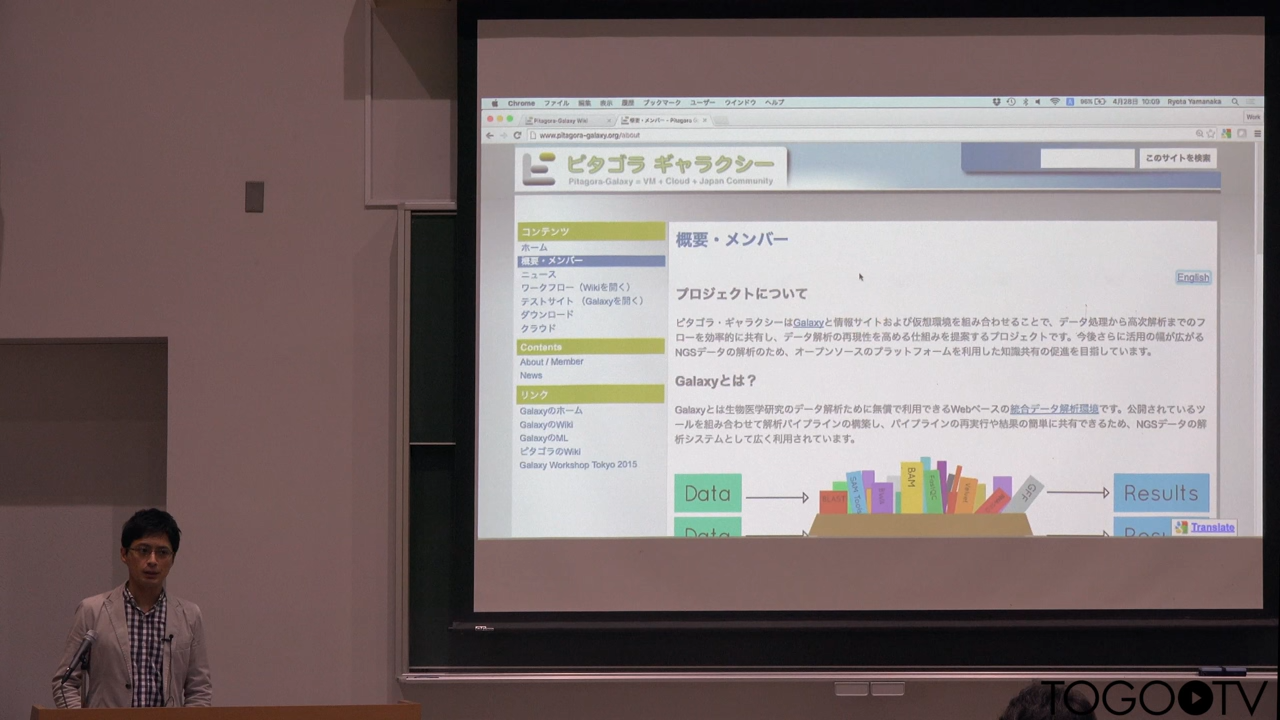 Chrome ファイル 編集 表示 履歴 ブックマーク ユーザー ウインドウ ヘルプ 96% 4月28日 10:09 Ryota Yamanaka
Pitagora-Galaxy Wiki 概要・メンバー - Pitagora G Work
www.pitagora-galaxy.org/about
ピタゴラ ギャラクシー
Pitagora-Galaxy = VM + Cloud + Japan Community
このサイトを検索
コンテンツ
ホーム
概要・メンバー
ニュース
ワークフロー（Wikiを開く）
テストサイト （Galaxyを開く）
ダウンロード
クラウド
Contents
About / Member
News
リンク
Galaxyのホーム
GalaxyのWiki
GalaxyのML
ピタゴラのWiki
Galaxy Workshop Tokyo 2015
概要・メンバー
English
プロジェクトについて
ピタゴラ・ギャラクシーはGalaxyと情報サイトおよび仮想環境を組み合わせることで、データ処理から高次解析までのフ
ローを効率的に共有し、データ解析の再現性を高める仕組みを提案するプロジェクトです。今後さらに活用の幅が広がる
NGSデータの解析のため、オープンソースのプラットフォームを利用した知識共有の促進を目指しています。
Galaxyとは？
Galaxyとは生物医学研究のデータ解析ために無償で利用できるWebベースの統合データ解析環境です。公開されているツ
ールを組み合わせて解析パイプラインの構築し、パイプラインの再実行や結果の簡単に共有できるため、NGSデータの解
析システムとして広く利用されています。
Data
BLAST
SAM Tools
BAM
FastQC
GFF
Results
Data
Translate
TOGO TV